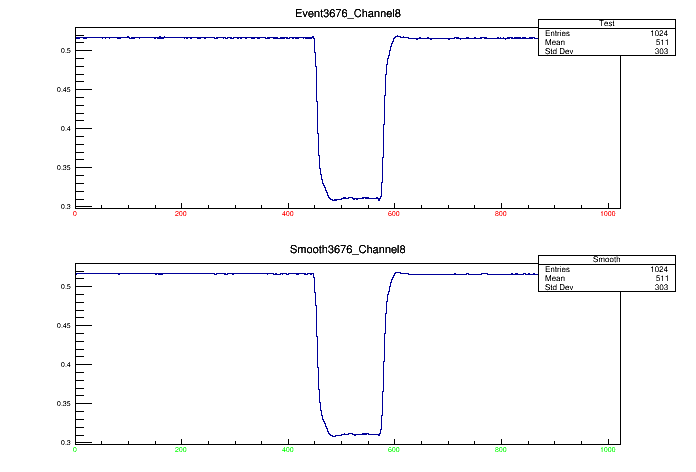 Event3676_Channel8
Test
Entries 1024
Mean 511
Std Dev 303
0.5
0.45
0.4
0.35
0.3
0 200 400 600 800 1000
Smooth3676_Channel8
Smooth
Entries 1024
Mean 511
Std Dev 303
0.5
0.45
0.4
0.35
0.3
0 200 400 600 800 1000